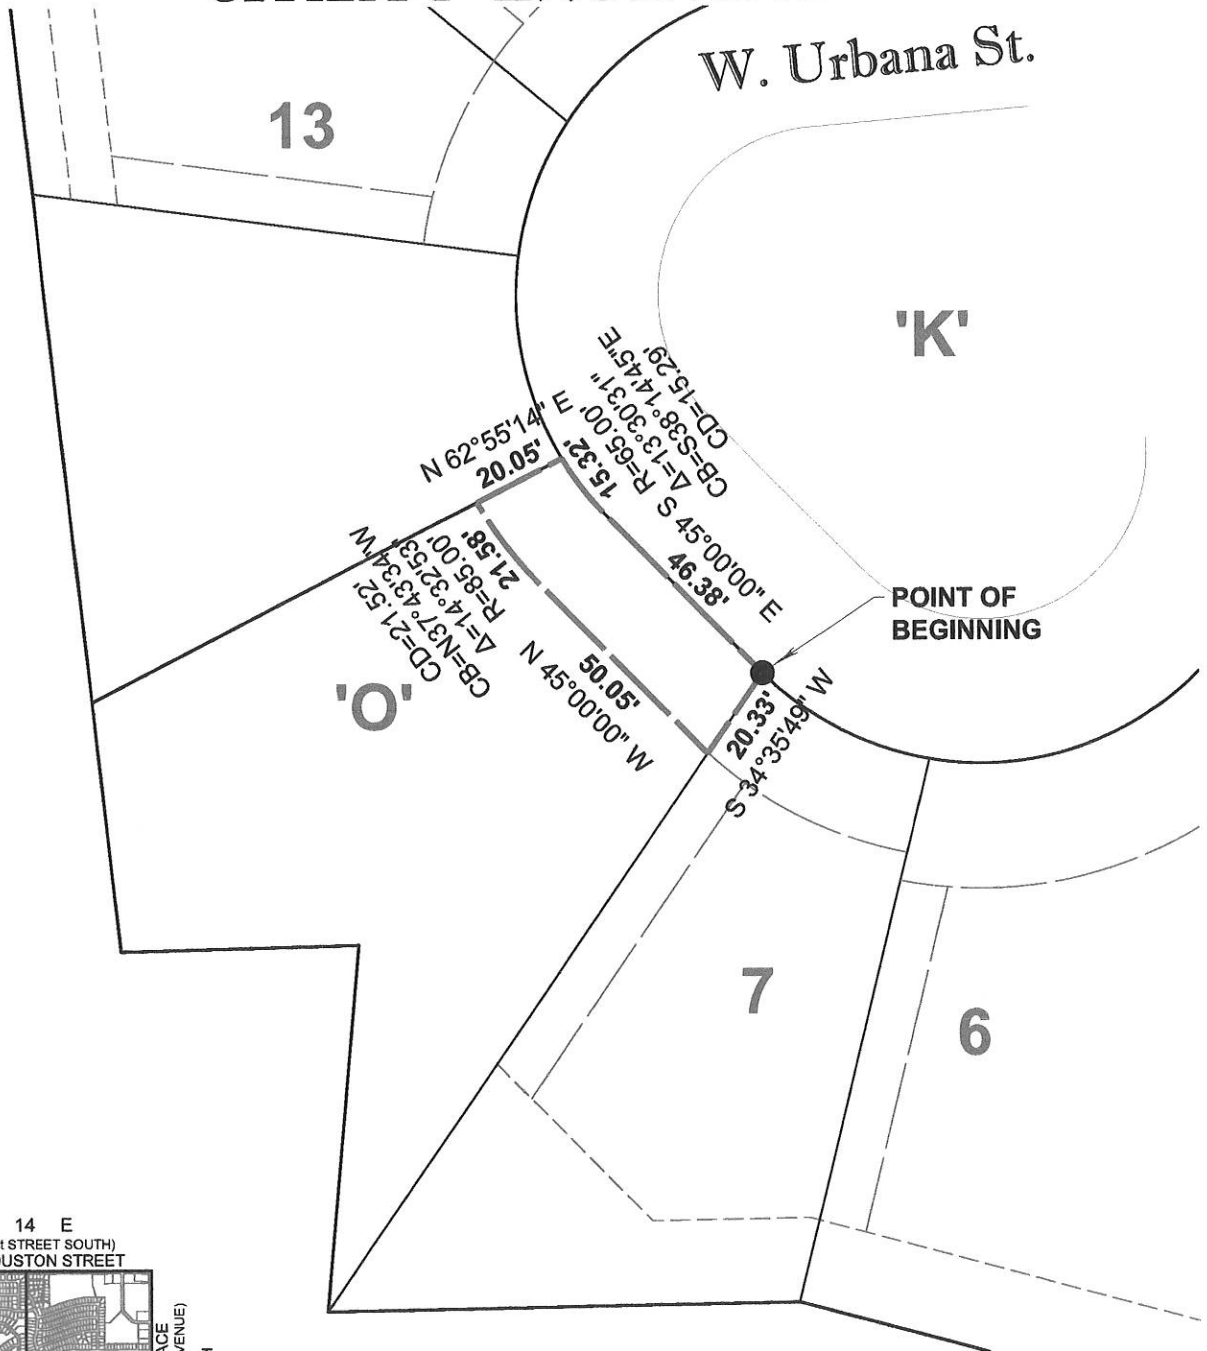 W. Urbana St.
13
'K'
N 62°55'14" E
20.05'
15.32'
R=65.00'
Δ=13°30'31"
CB=S38°14'45"E
CD=15.29'
S 45°00'00" E
46.38'
POINT OF
BEGINNING
21.58'
R=85.00'
Δ=14°32'53"
CB=N37°43'34"W
CD=21.52'
50.05'
N 45°00'00" W
20.33'
S 34°35'49" W
'O'
7
6
14 E
STREET SOUTH)
STREET